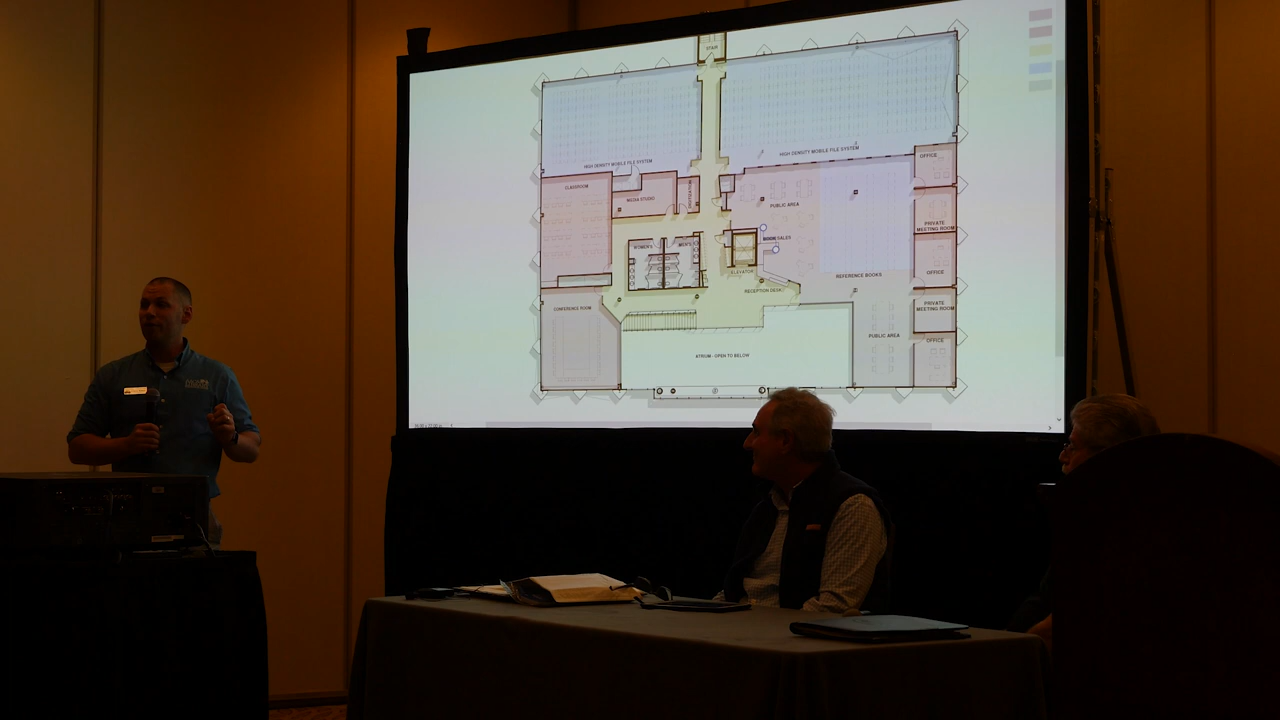 STAIR
HIGH DENSITY MOBILE FILE SYSTEM
HIGH DENSITY MOBILE FILE SYSTEM
OFFICE
CLASSROOM
MEDIA STUDIO
PUBLIC AREA
PRIVATE
MEETING ROOM
WOMEN'S
MEN'S
SALES
ELEVATOR
REFERENCE BOOKS
OFFICE
RECEPTION DESK
CONFERENCE ROOM
PRIVATE
MEETING ROOM
PUBLIC AREA
OFFICE
ATRIUM - OPEN TO BELOW